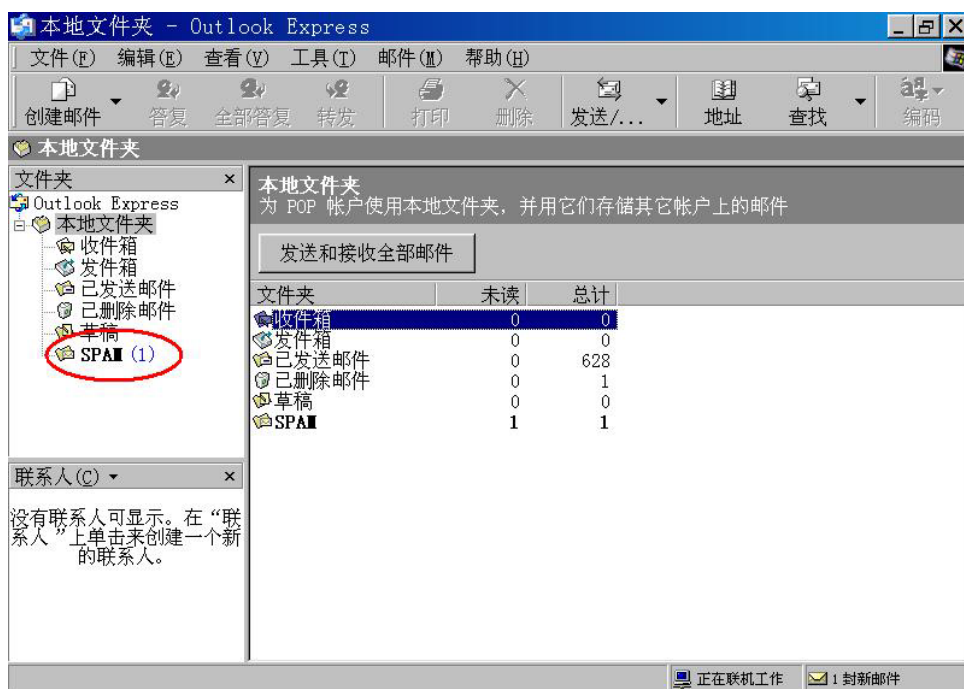 本地文件夹 - Outlook Express
文件(F) 编辑(E) 查看(V) 工具(T) 邮件(M) 帮助(H)
创建邮件 答复 全部答复 转发 打印 删除 发送/... 地址 查找 编码
本地文件夹
文件夹
Outlook Express
本地文件夹
收件箱
发件箱
已发送邮件
已删除邮件
草稿
SPAM (1)
本地文件夹
为 POP 帐户使用本地文件夹，并用它们存储其它帐户上的邮件
发送和接收全部邮件
文件夹 未读 总计
收件箱 0 0
发件箱 0 0
已发送邮件 0 628
已删除邮件 0 1
草稿 0 0
SPAM 1 1
联系人(C)
没有联系人可显示。在“联
系人 ”上单击来创建一个新
的联系人。
正在联机工作 1 封新邮件